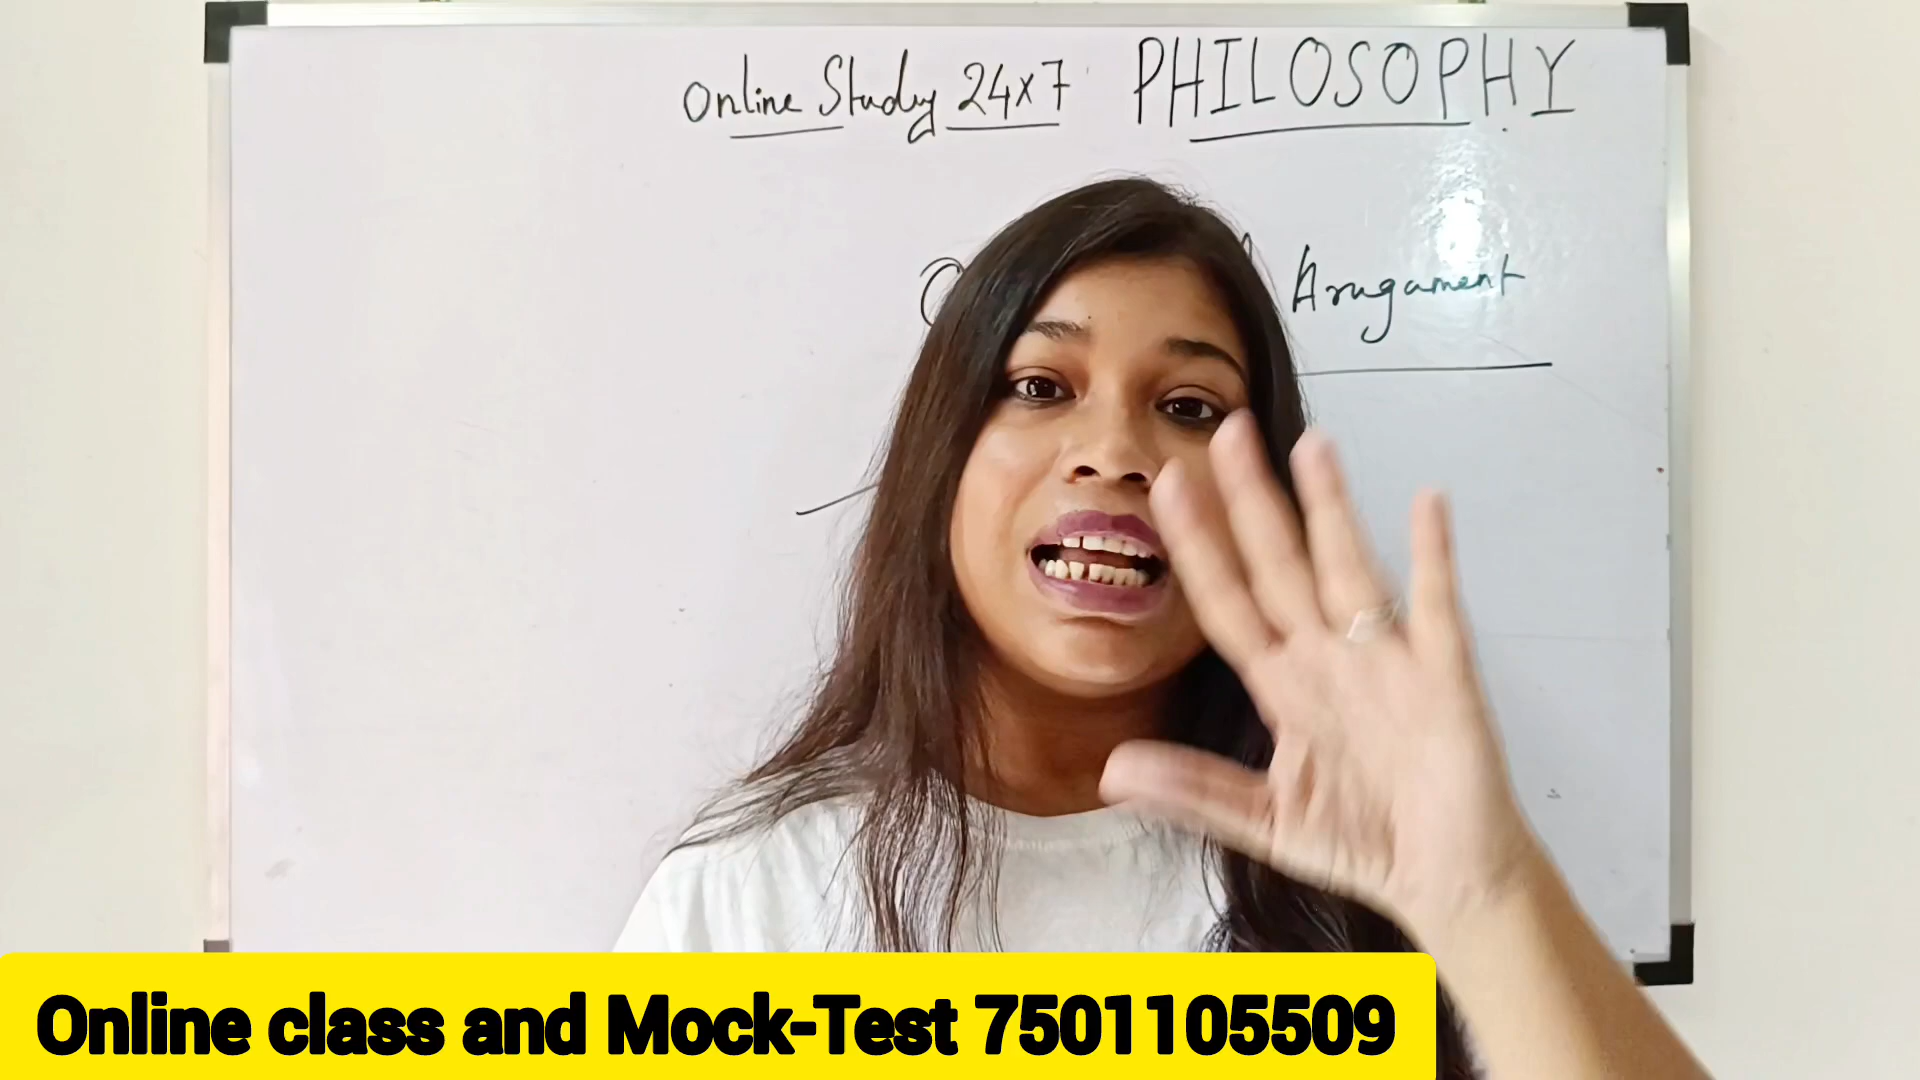 Online Study 24x7 PHILOSOPHY
Arugament
Online class and Mock-Test 7501105509